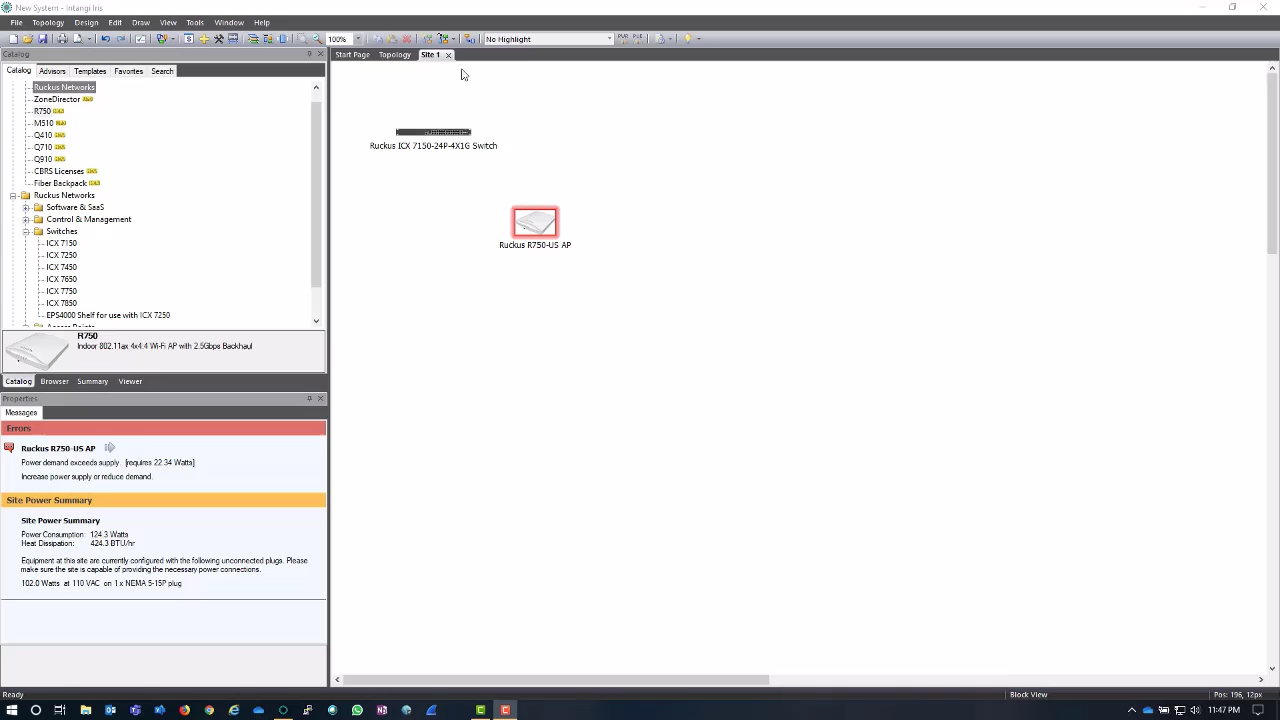 New System - Intangi Iris
File Topology Design Edit Draw View Tools Window Help
100% No Highlight
Catalog
Start Page Topology Site 1
Catalog Advisors Templates Favorites Search
Ruckus Networks
ZoneDirector
R750
M510
Q410
Q710
Q910
CBRS Licenses
Fiber Backpack
Ruckus Networks
Software & SaaS
Control & Management
Switches
ICX 7150
ICX 7250
ICX 7450
ICX 7650
ICX 7750
ICX 7850
EPS4000 Shelf for use with ICX 7250
R750
Indoor 802.11ax 4x4:4 Wi-Fi AP with 2.5Gbps Backhaul
Catalog Browser Summary Viewer
Properties
Messages
Errors
Ruckus R750-US AP
Power demand exceeds supply. [requires 22.34 Watts]
Increase power supply or reduce demand.
Site Power Summary
Site Power Summary
Power Consumption: 124.3 Watts
Heat Dissipation: 424.3 BTU/hr
Equipment at this site are currently configured with the following unconnected plugs. Please
make sure the site is capable of providing the necessary power connections.
102.0 Watts at 110 VAC on 1 x NEMA 5-15P plug
Ruckus ICX 7150-24P-4X1G Switch
Ruckus R750-US AP
Ready
Block View
Pos: 196, 12px
11:47 PM